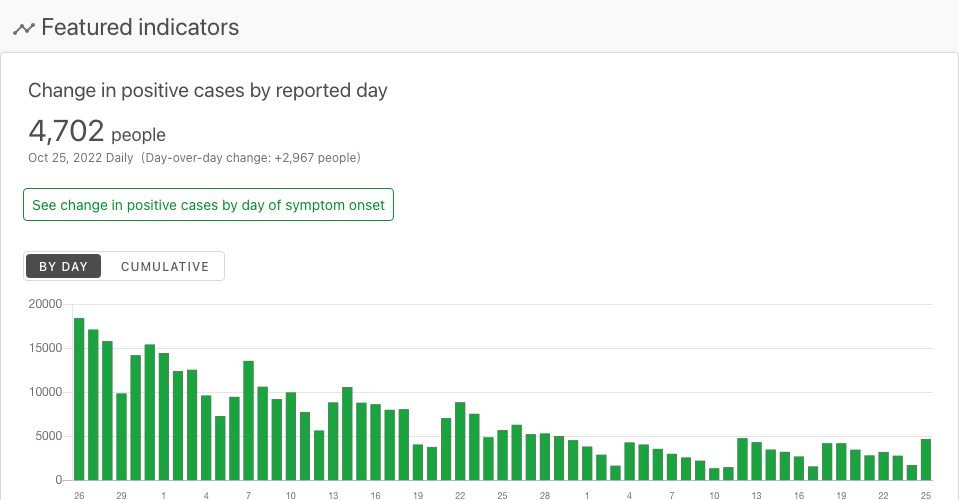 Featured indicators
Change in positive cases by reported day
4,702 people
Oct 25, 2022 Daily (Day-over-day change: +2,967 people)
See change in positive cases by day of symptom onset
BY DAY CUMULATIVE
20000
15000
10000
5000
0
26 29 1 4 7 10 13 16 19 22 25 28 1 4 7 10 13 16 19 22 25